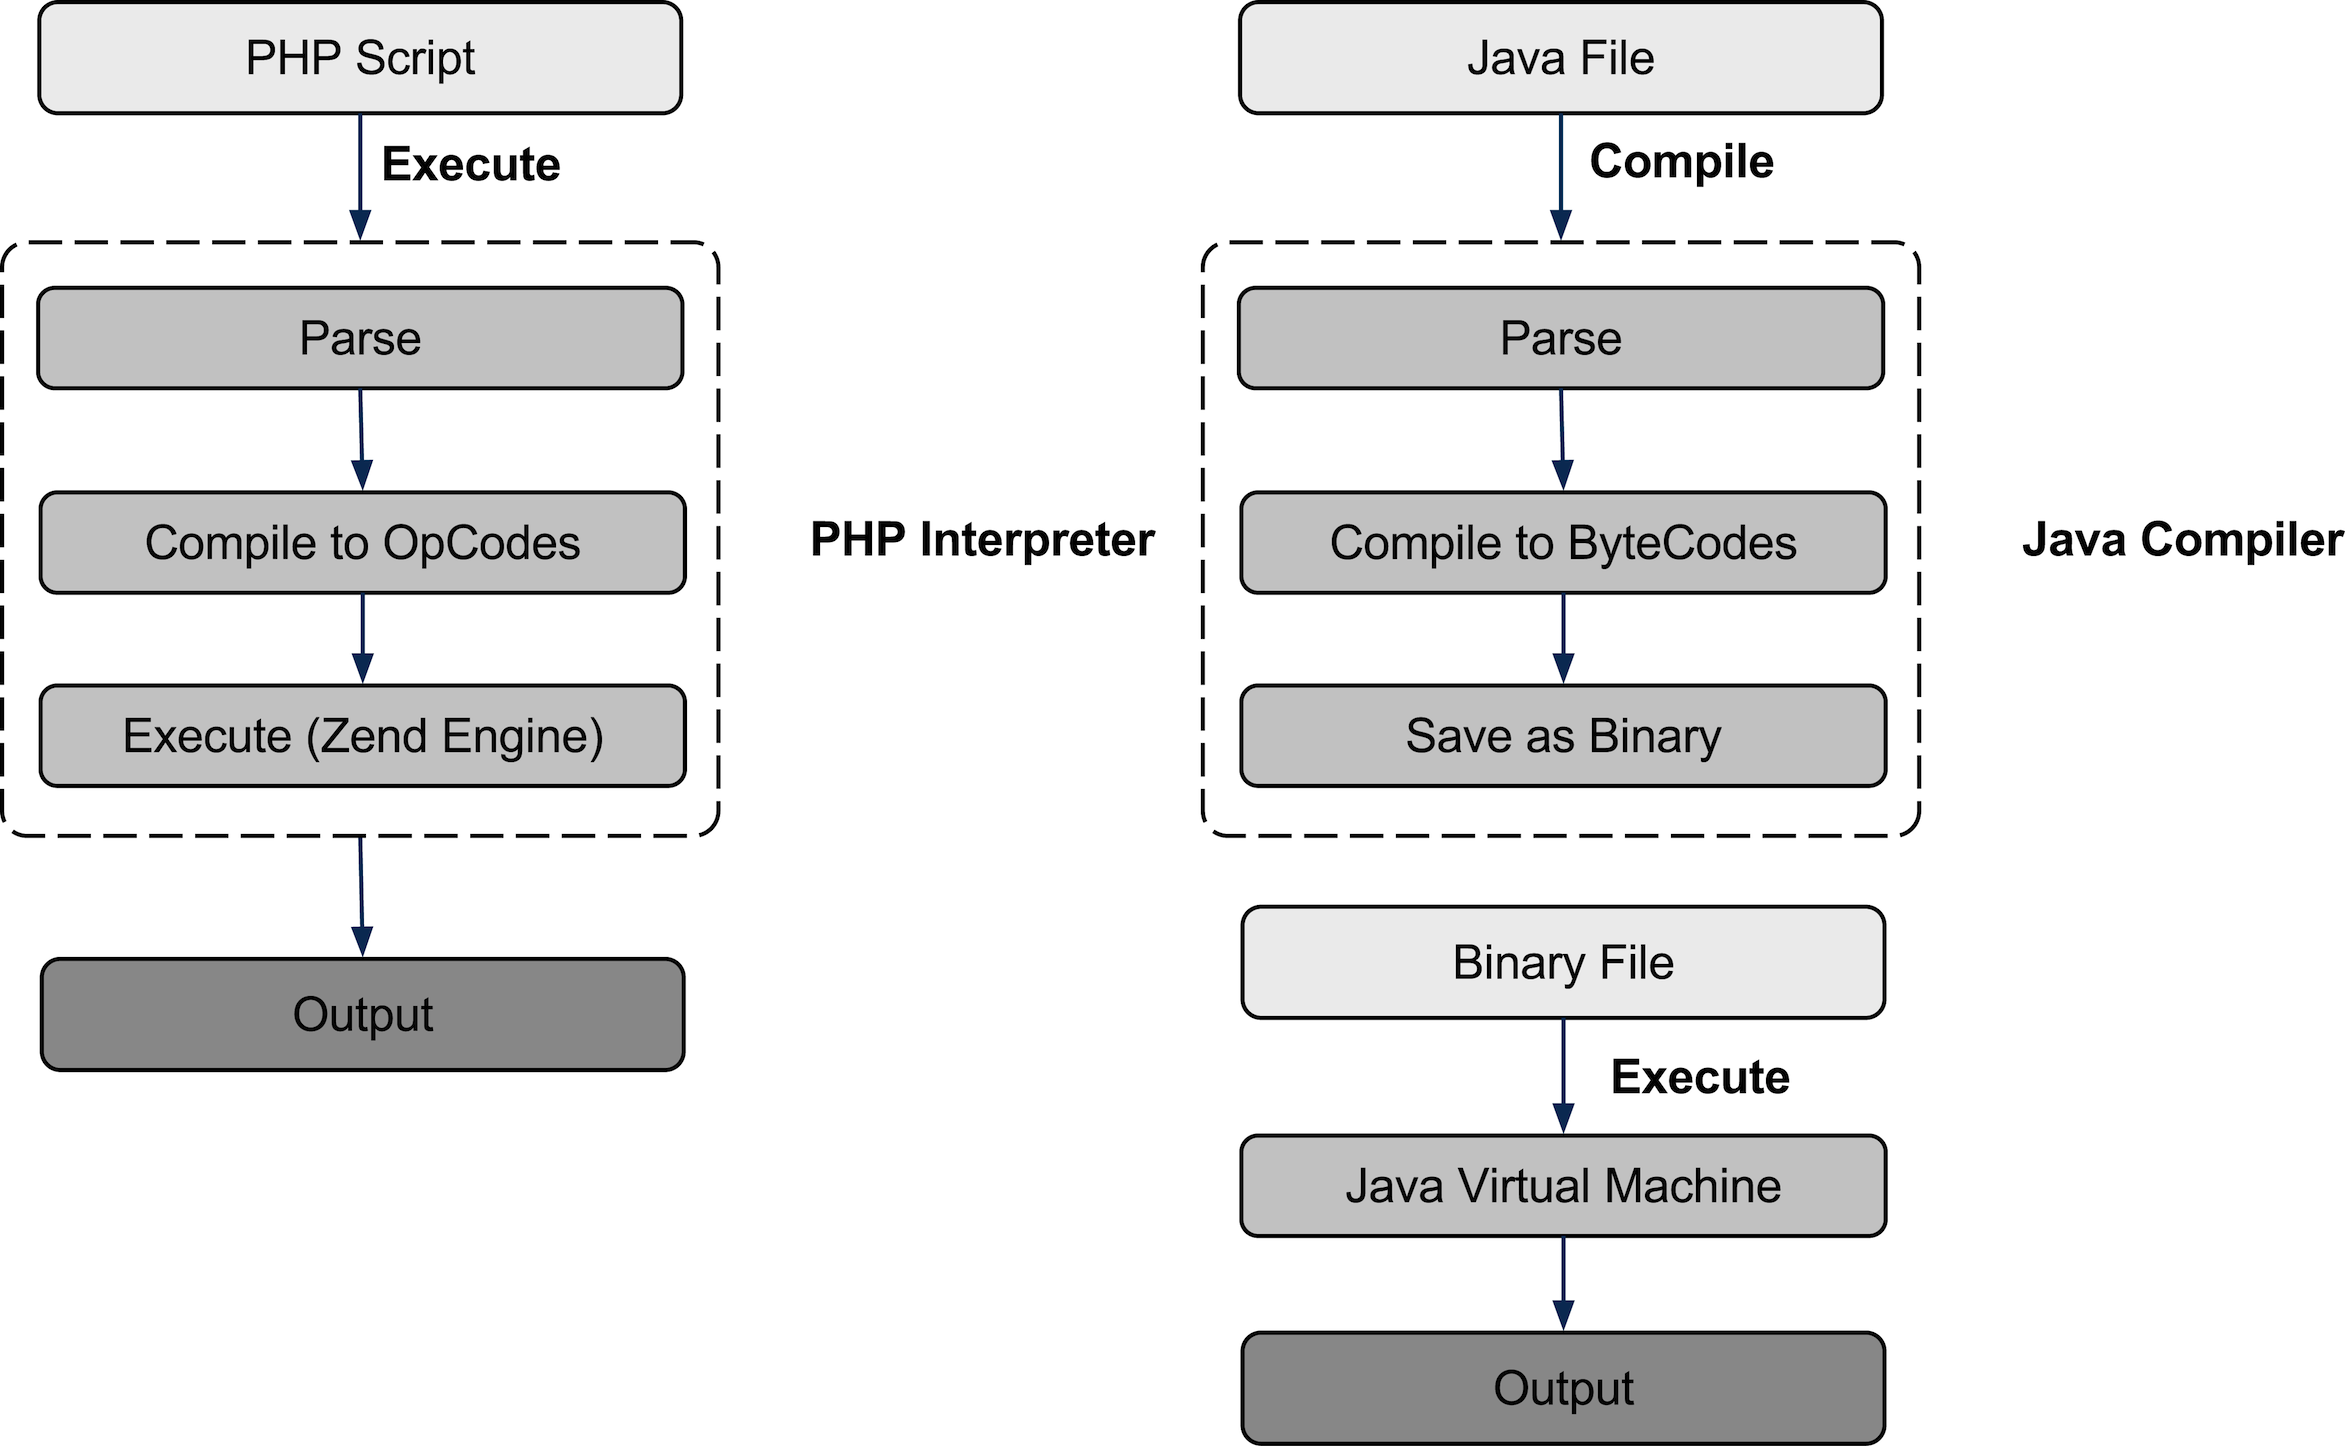 PHP Script
Execute
Parse
Compile to OpCodes
Execute (Zend Engine)
PHP Interpreter
Output
Java File
Compile
Parse
Compile to ByteCodes
Save as Binary
Java Compiler
Binary File
Execute
Java Virtual Machine
Output